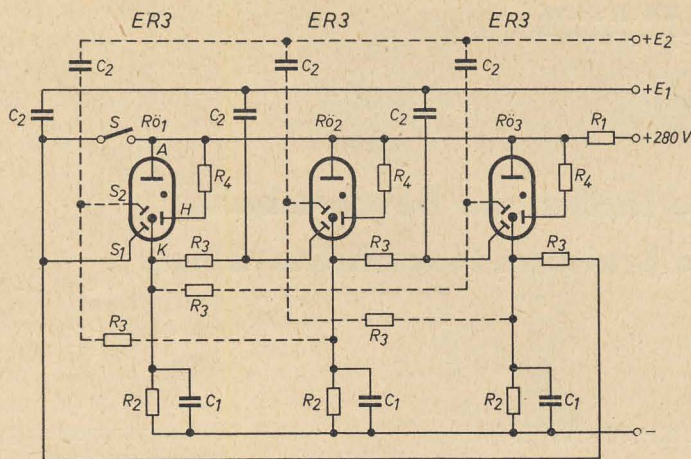 ER3 ER3 ER3
+E2
C2 C2 C2
+E1
C2 C2 C2
S Rö1 Rö2 Rö3 R1
+280 V
A
S2 H R4 R4 R4
S1 K R3 R3 R3
R3
R3 R3
R2 C1 R2 C1 R2 C1
−